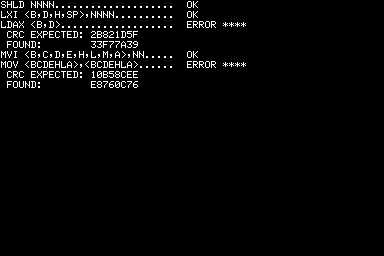 SHLD NNNN.................... OK
LXI <B,D,H,SP>,NNNN.......... OK
LDAX <B,D>................... ERROR ****
CRC EXPECTED: 2B821D5F
FOUND: 33F77A39
MVI <B,C,D,E,H,L,M,A>,NN..... OK
MOV <BCDEHLA>,<BCDEHLA>...... ERROR ****
CRC EXPECTED: 10B58CEE
FOUND: E8760C76